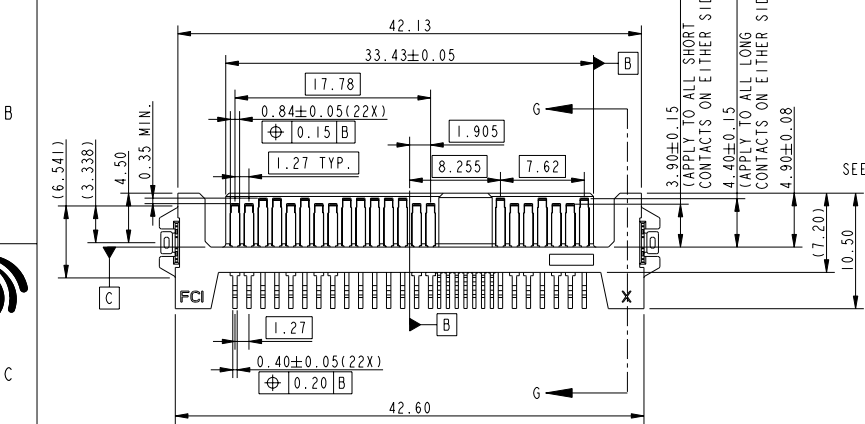 42.13
33.43±0.05
B
17.78
G
B
0.84±0.05(22X)
⌖ 0.15 B
1.905
1.27 TYP.
8.255
7.62
(6.541)
(3.338)
4.50
0.35 MIN.
3.90±0.15
(APPLY TO ALL SHORT
CONTACTS ON EITHER SID
4.40±0.15
(APPLY TO ALL LONG
CONTACTS ON EITHER SID
4.90±0.08
SEE
(7.20)
10.50
C
FCI
X
1.27
B
0.40±0.05(22X)
⌖ 0.20 B
G
C
42.60